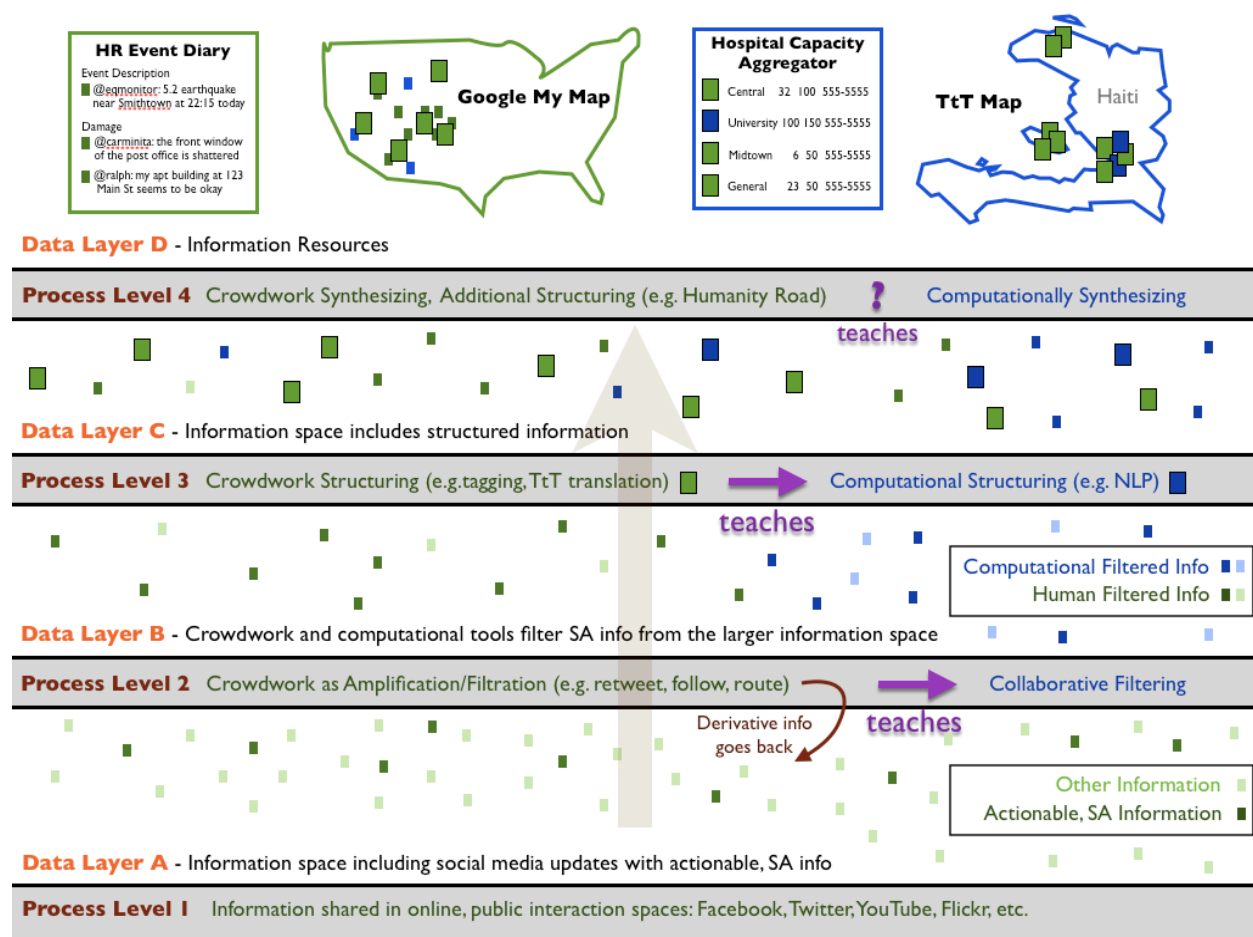 HR Event Diary
Event Description
@eqmonitor: 5.2 earthquake
near Smithtown at 22:15 today
Damage
@carminita: the front window
of the post office is shattered
@ralph: my apt building at 123
Main St seems to be okay
Google My Map
Hospital Capacity
Aggregator
Central 32 100 555-5555
University 100 150 555-5555
Midtown 6 50 555-5555
General 23 50 555-5555
TtT Map
Haiti
Data Layer D - Information Resources
Process Level 4 Crowdwork Synthesizing, Additional Structuring (e.g. Humanity Road) ? Computationally Synthesizing
teaches
Data Layer C - Information space includes structured information
Process Level 3 Crowdwork Structuring (e.g.tagging, TtT translation) Computational Structuring (e.g. NLP)
teaches
Computational Filtered Info
Human Filtered Info
Data Layer B - Crowdwork and computational tools filter SA info from the larger information space
Process Level 2 Crowdwork as Amplification/Filtration (e.g. retweet, follow, route) Collaborative Filtering
teaches
Derivative info
goes back
Other Information
Actionable, SA Information
Data Layer A - Information space including social media updates with actionable, SA info
Process Level 1 Information shared in online, public interaction spaces: Facebook, Twitter, YouTube, Flickr, etc.